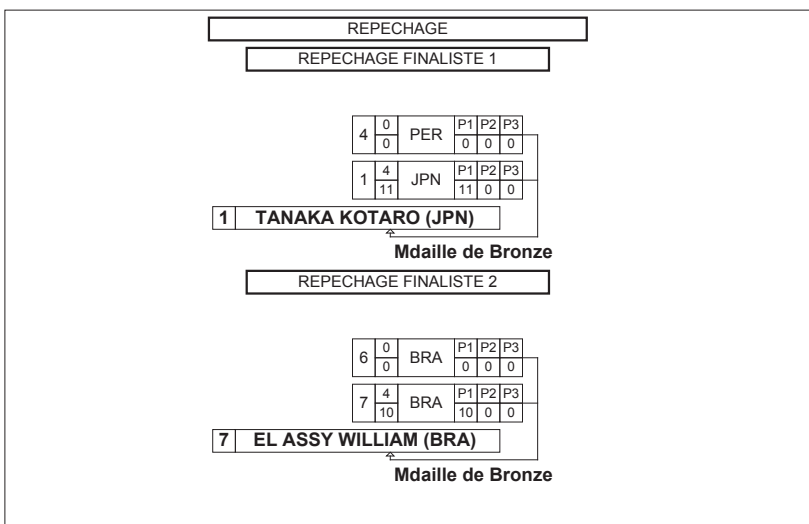 REPECHAGE
REPECHAGE FINALISTE 1
4 0 PER P1 P2 P3
0 0 0 0
1 4 JPN P1 P2 P3
11 11 0 0
1 TANAKA KOTARO (JPN)
Mdaille de Bronze
REPECHAGE FINALISTE 2
6 0 BRA P1 P2 P3
0 0 0 0
7 4 BRA P1 P2 P3
10 10 0 0
7 EL ASSY WILLIAM (BRA)
Mdaille de Bronze